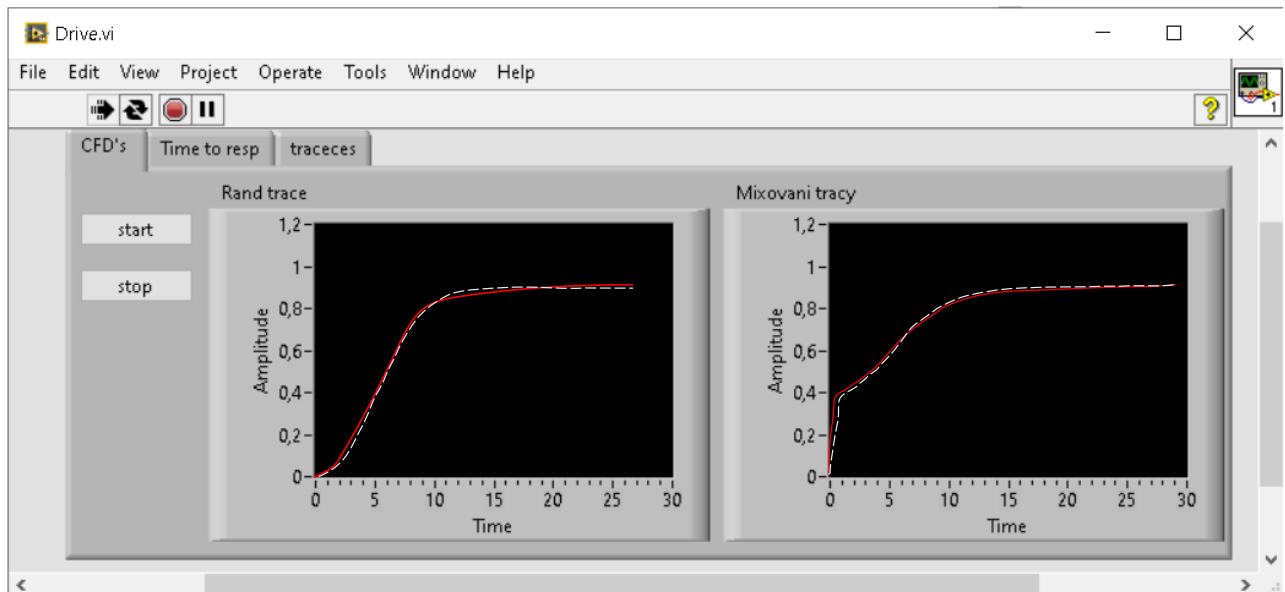 Drive.vi
File Edit View Project Operate Tools Window Help
1
CFD's Time to resp traceces
start
stop
Rand trace
1,2
1
0,8
0,6
0,4
0,2
0
Amplitude
0 5 10 15 20 25 30
Time
Mixovani tracy
1,2
1
0,8
0,6
0,4
0,2
0
Amplitude
0 5 10 15 20 25 30
Time